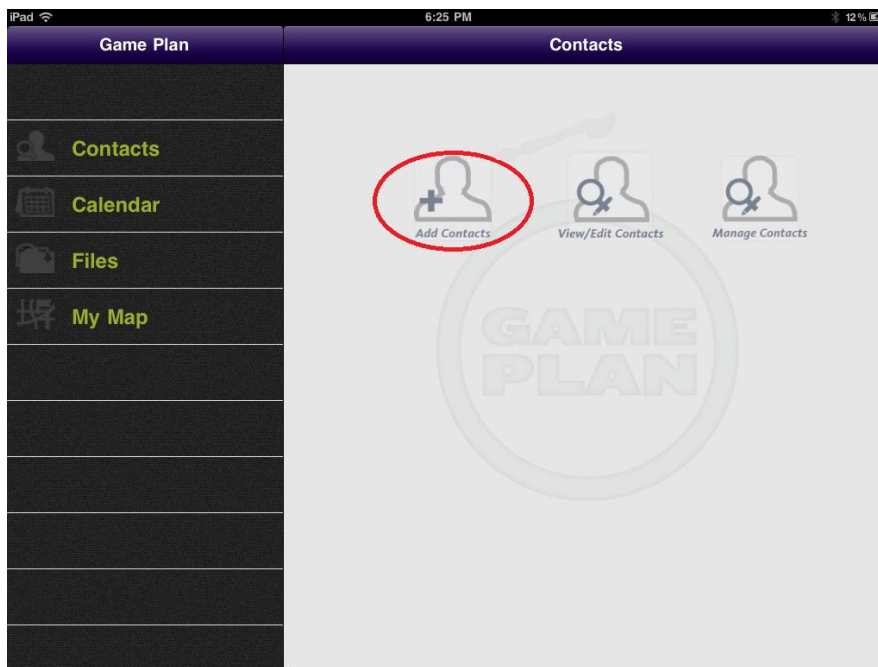 iPad 6:25 PM 12%
Game Plan
Contacts
Contacts
Calendar
Files
My Map
Add Contacts
View/Edit Contacts
Manage Contacts
GAME
PLAN